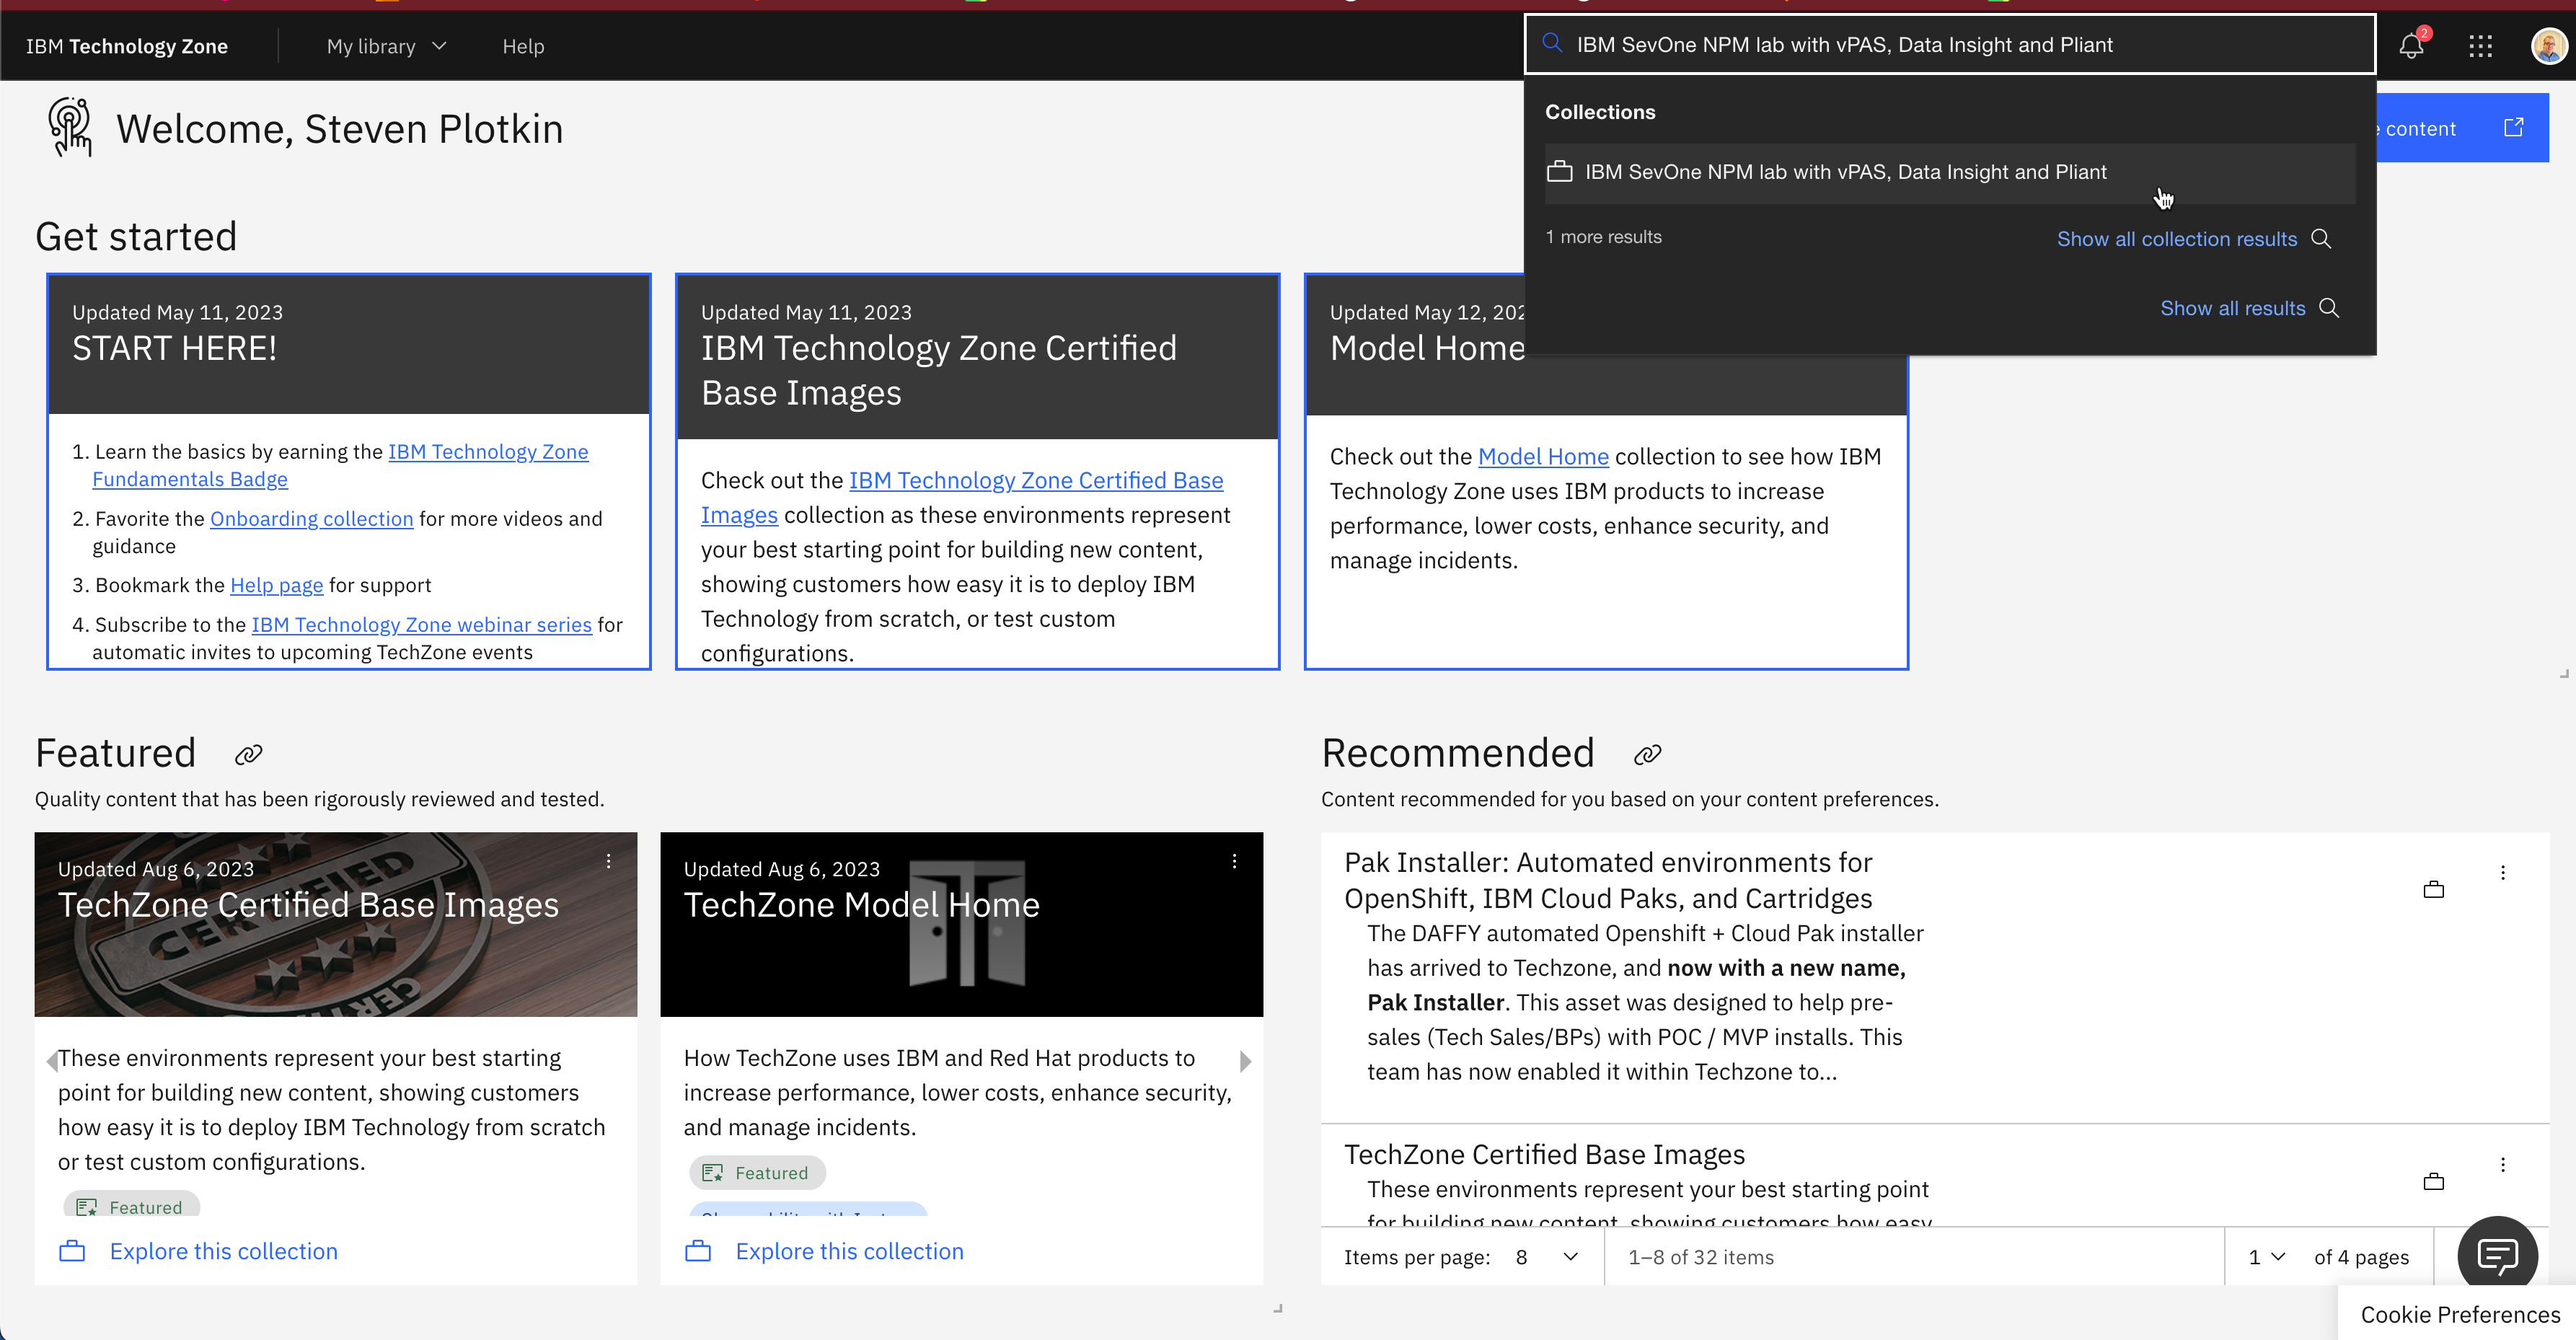 IBM Technology Zone
My library
Help
IBM SevOne NPM lab with vPAS, Data Insight and Pliant
2
Collections
IBM SevOne NPM lab with vPAS, Data Insight and Pliant
1 more results
Show all collection results
Show all results
content
Welcome, Steven Plotkin
Get started
Updated May 11, 2023
START HERE!
1. Learn the basics by earning the IBM Technology Zone
Fundamentals Badge
2. Favorite the Onboarding collection for more videos and
guidance
3. Bookmark the Help page for support
4. Subscribe to the IBM Technology Zone webinar series for
automatic invites to upcoming TechZone events
Updated May 11, 2023
IBM Technology Zone Certified
Base Images
Check out the IBM Technology Zone Certified Base
Images collection as these environments represent
your best starting point for building new content,
showing customers how easy it is to deploy IBM
Technology from scratch, or test custom
configurations.
Updated May 12, 202
Model Home
Check out the Model Home collection to see how IBM
Technology Zone uses IBM products to increase
performance, lower costs, enhance security, and
manage incidents.
Featured
Quality content that has been rigorously reviewed and tested.
Updated Aug 6, 2023
TechZone Certified Base Images
CERTIFIED
CERTIF
These environments represent your best starting
point for building new content, showing customers
how easy it is to deploy IBM Technology from scratch
or test custom configurations.
Featured
Explore this collection
Updated Aug 6, 2023
TechZone Model Home
How TechZone uses IBM and Red Hat products to
increase performance, lower costs, enhance security,
and manage incidents.
Featured
Explore this collection
Recommended
Content recommended for you based on your content preferences.
Pak Installer: Automated environments for
OpenShift, IBM Cloud Paks, and Cartridges
The DAFFY automated Openshift + Cloud Pak installer
has arrived to Techzone, and now with a new name,
Pak Installer. This asset was designed to help pre-
sales (Tech Sales/BPs) with POC / MVP installs. This
team has now enabled it within Techzone to...
TechZone Certified Base Images
These environments represent your best starting point
for building new content, showing customers how easy
Items per page: 8
1–8 of 32 items
1
of 4 pages
Cookie Preferences